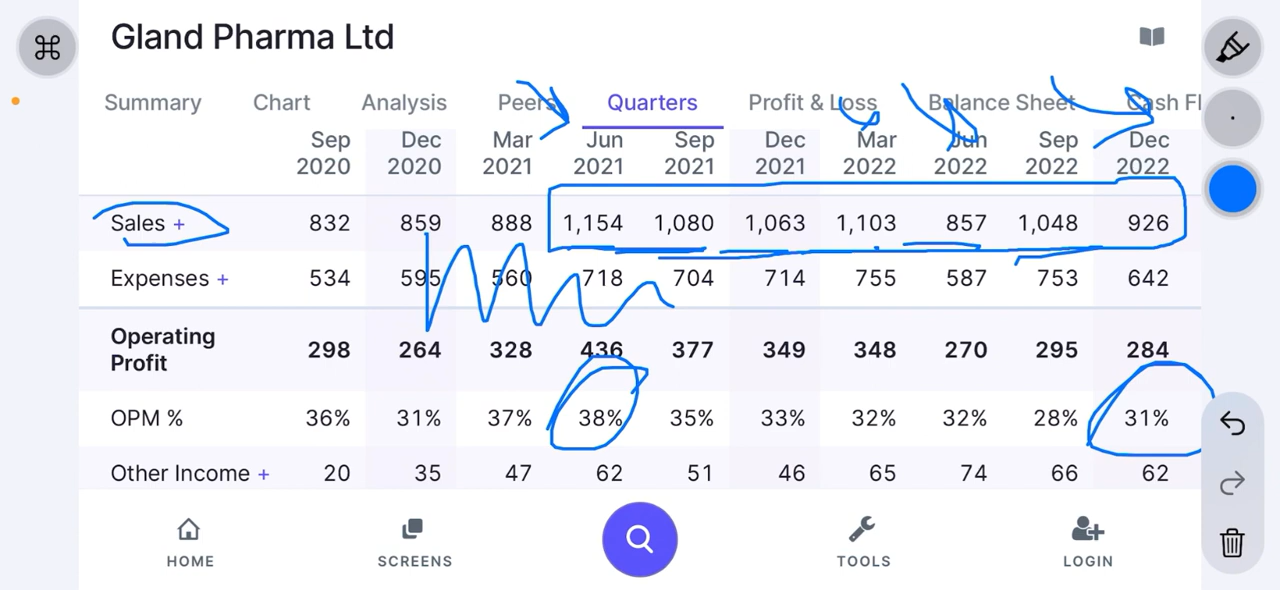 Gland Pharma Ltd
Summary Chart Analysis Peers Quarters Profit & Loss Balance Sheet Cash Fl
Sep Dec Mar Jun Sep Dec Mar Jun Sep Dec
2020 2020 2021 2021 2021 2021 2022 2022 2022 2022
Sales + 832 859 888 1,154 1,080 1,063 1,103 857 1,048 926
Expenses + 534 595 560 718 704 714 755 587 753 642
Operating
Profit 298 264 328 436 377 349 348 270 295 284
OPM % 36% 31% 37% 38% 35% 33% 32% 32% 28% 31%
Other Income + 20 35 47 62 51 46 65 74 66 62
HOME SCREENS TOOLS LOGIN